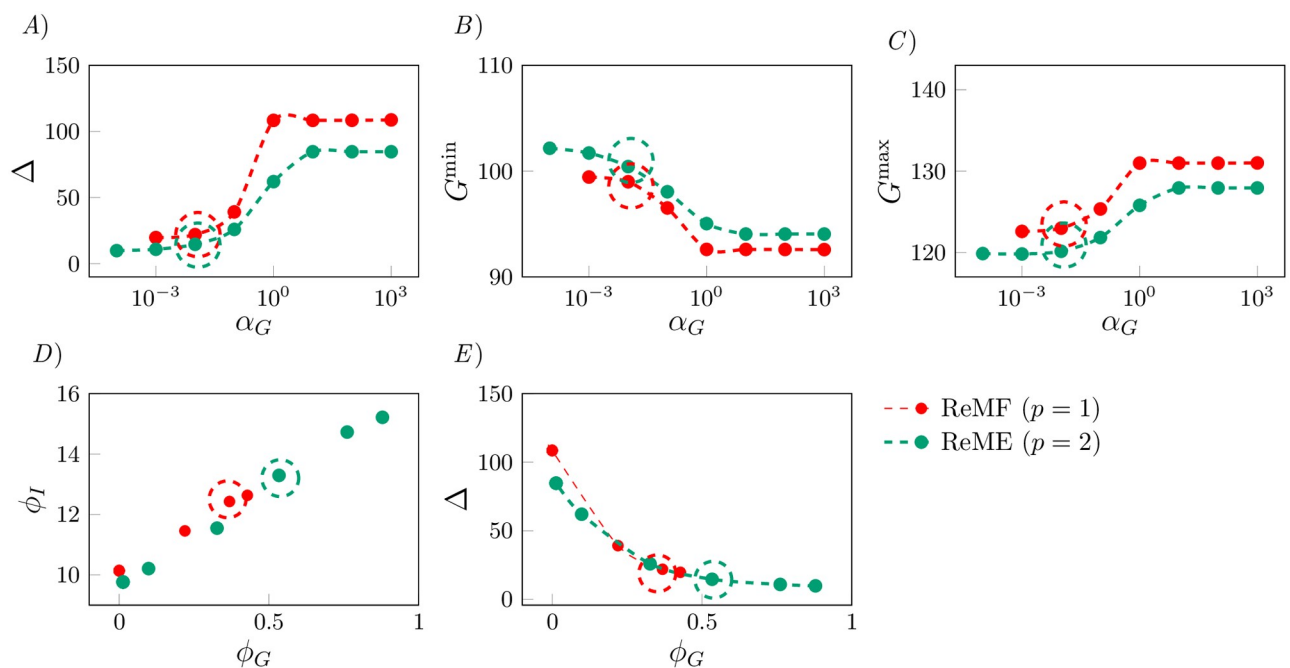 A)
150
100
50
0
Δ
10^{-3}
10^{0}
10^{3}
α_G
B)
110
100
90
G^{min}
10^{-3}
10^{0}
10^{3}
α_G
C)
140
130
120
G^{max}
10^{-3}
10^{0}
10^{3}
α_G
D)
16
14
12
10
ϕ_I
0
0.5
1
ϕ_G
E)
150
100
50
0
Δ
0
0.5
1
ϕ_G
ReMF (p = 1)
ReME (p = 2)